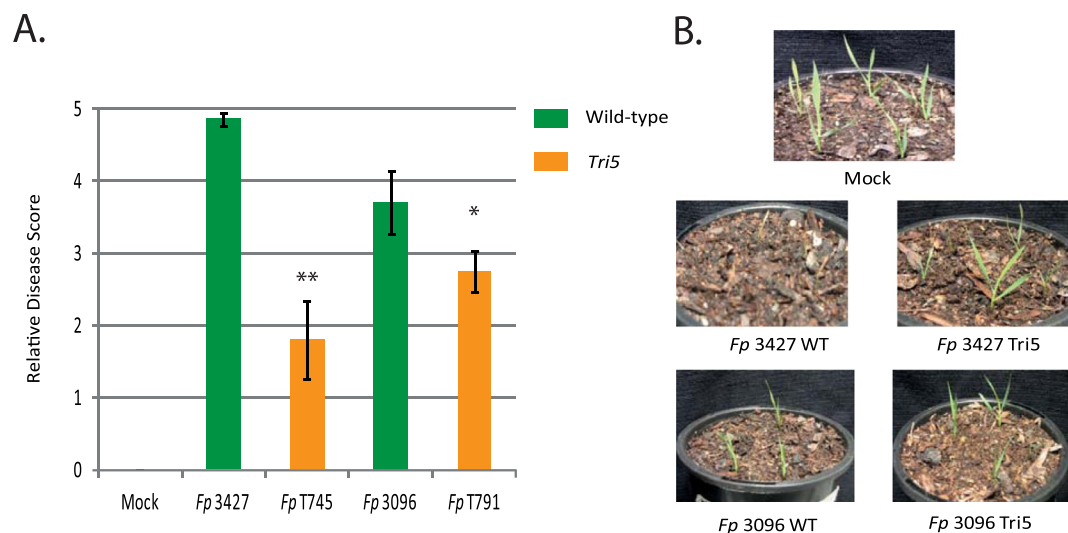 A.
B.
Relative Disease Score
5
4
3
2
1
0
**
*
Mock
Fp 3427
Fp T745
Fp 3096
Fp T791
Wild-type
Tri5
Mock
Fp 3427 WT
Fp 3427 Tri5
Fp 3096 WT
Fp 3096 Tri5